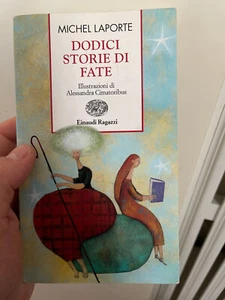 MICHEL LAPORTE
DODICI
STORIE DI
FATE
Illustrazioni di
Alessandra Cimatoribus
Einaudi Ragazzi